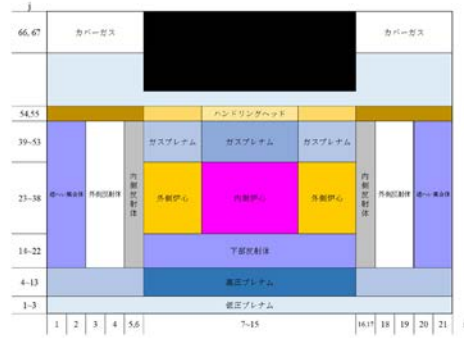 j
66, 67
カバーガス
カバーガス
54,55
ハンドリングヘッド
39~53
ガスプレナム
ガスプレナム
ガスプレナム
23~38
外側反射体
内側反射体
外側炉心
内側炉心
外側炉心
内側反射体
外側反射体
14~22
下部反射体
4~13
高圧プレナム
1~3
低圧プレナム
1 2 3 4 5,6 7~15 16,17 18 19 20 21